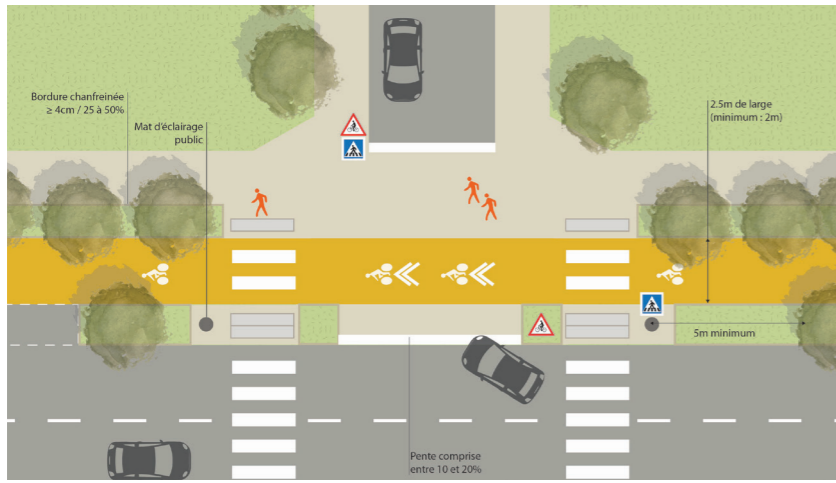 Bordure chanfreinée
≥ 4cm / 25 à 50%
Mat d'éclairage
public
2.5m de large
(minimum : 2m)
5m minimum
Pente comprise
entre 10 et 20%